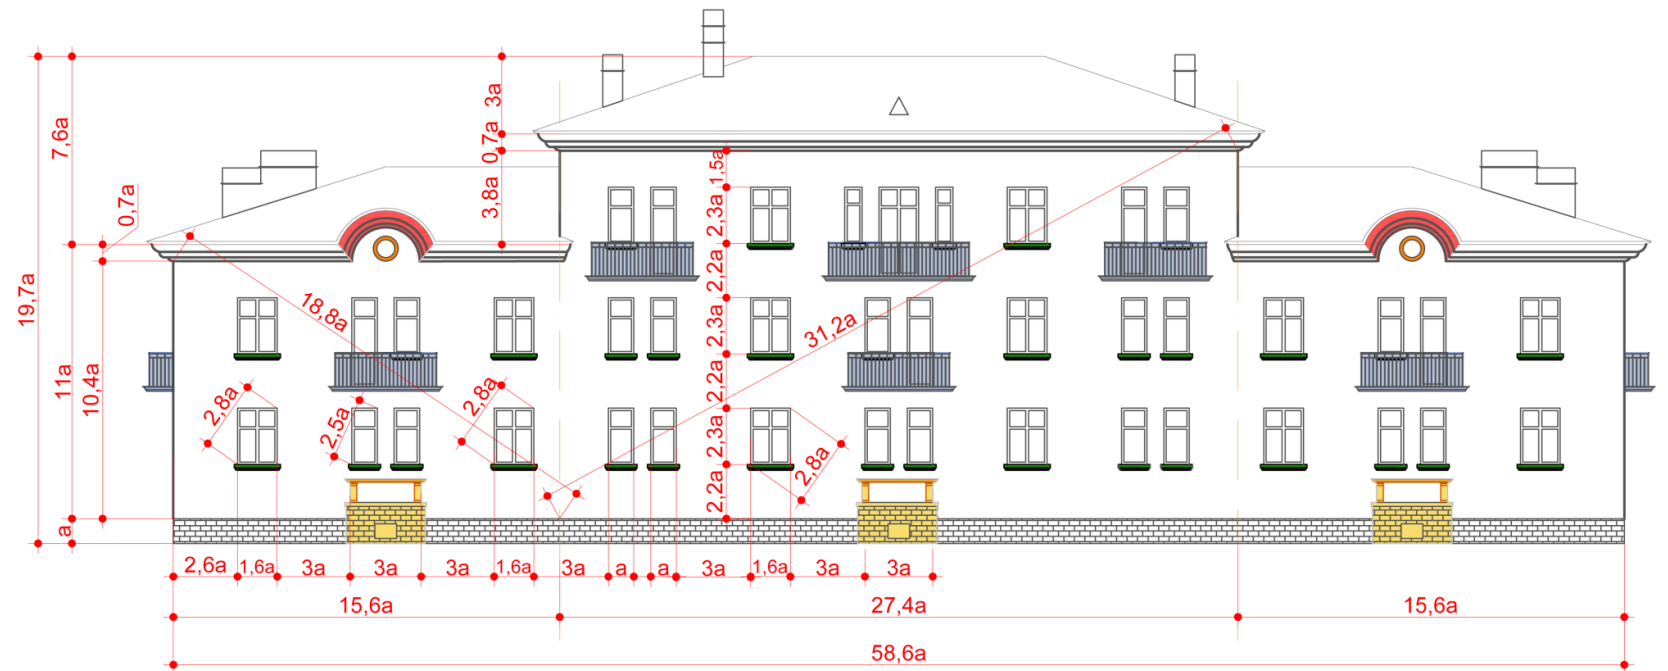 3a
7,6a
0,7a
1,5a
3,8a
0,7a
2,3a
2,2a
19,7a
18,8a
2,3a
31,2a
11a
10,4a
2,8a
2,8a
2,2a
2,5a
2,3a
2,8a
2,2a
a
2,6a 1,6a 3a 3a 3a 1,6a 3a a a 3a 1,6a 3a 3a
15,6a 27,4a 15,6a
58,6a